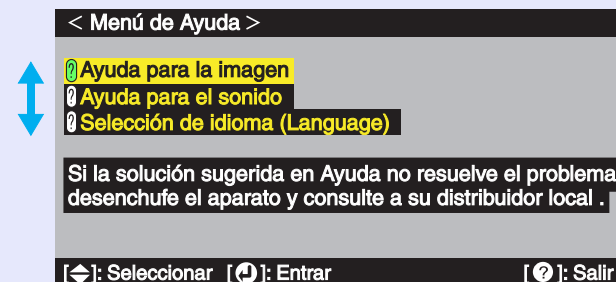 < Menú de Ayuda >
? Ayuda para la imagen
? Ayuda para el sonido
? Selección de idioma (Language)
Si la solución sugerida en Ayuda no resuelve el problema
desenchufe el aparato y consulte a su distribuidor local .
[ ]: Seleccionar [ ]: Entrar [ ? ]: Salir